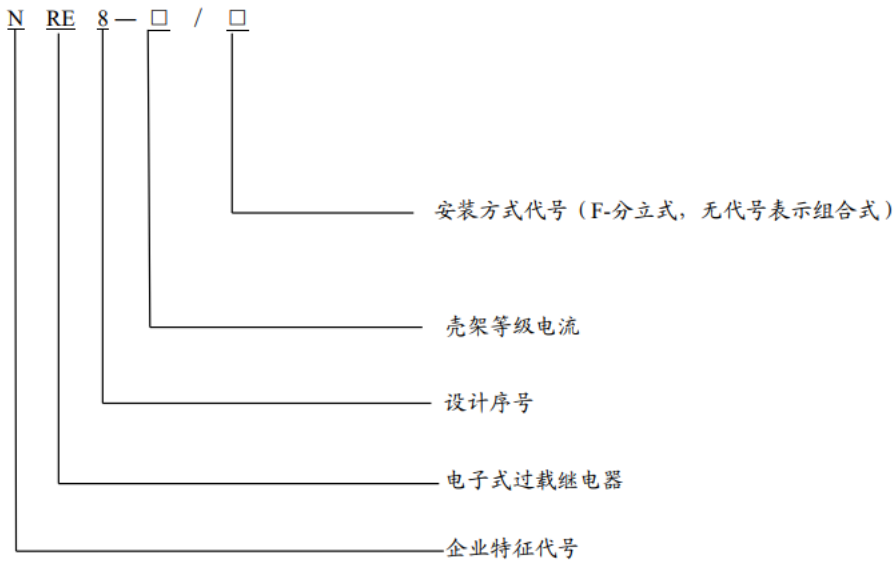 N RE 8 — □ / □
安装方式代号（F-分立式，无代号表示组合式）
壳架等级电流
设计序号
电子式过载继电器
企业特征代号